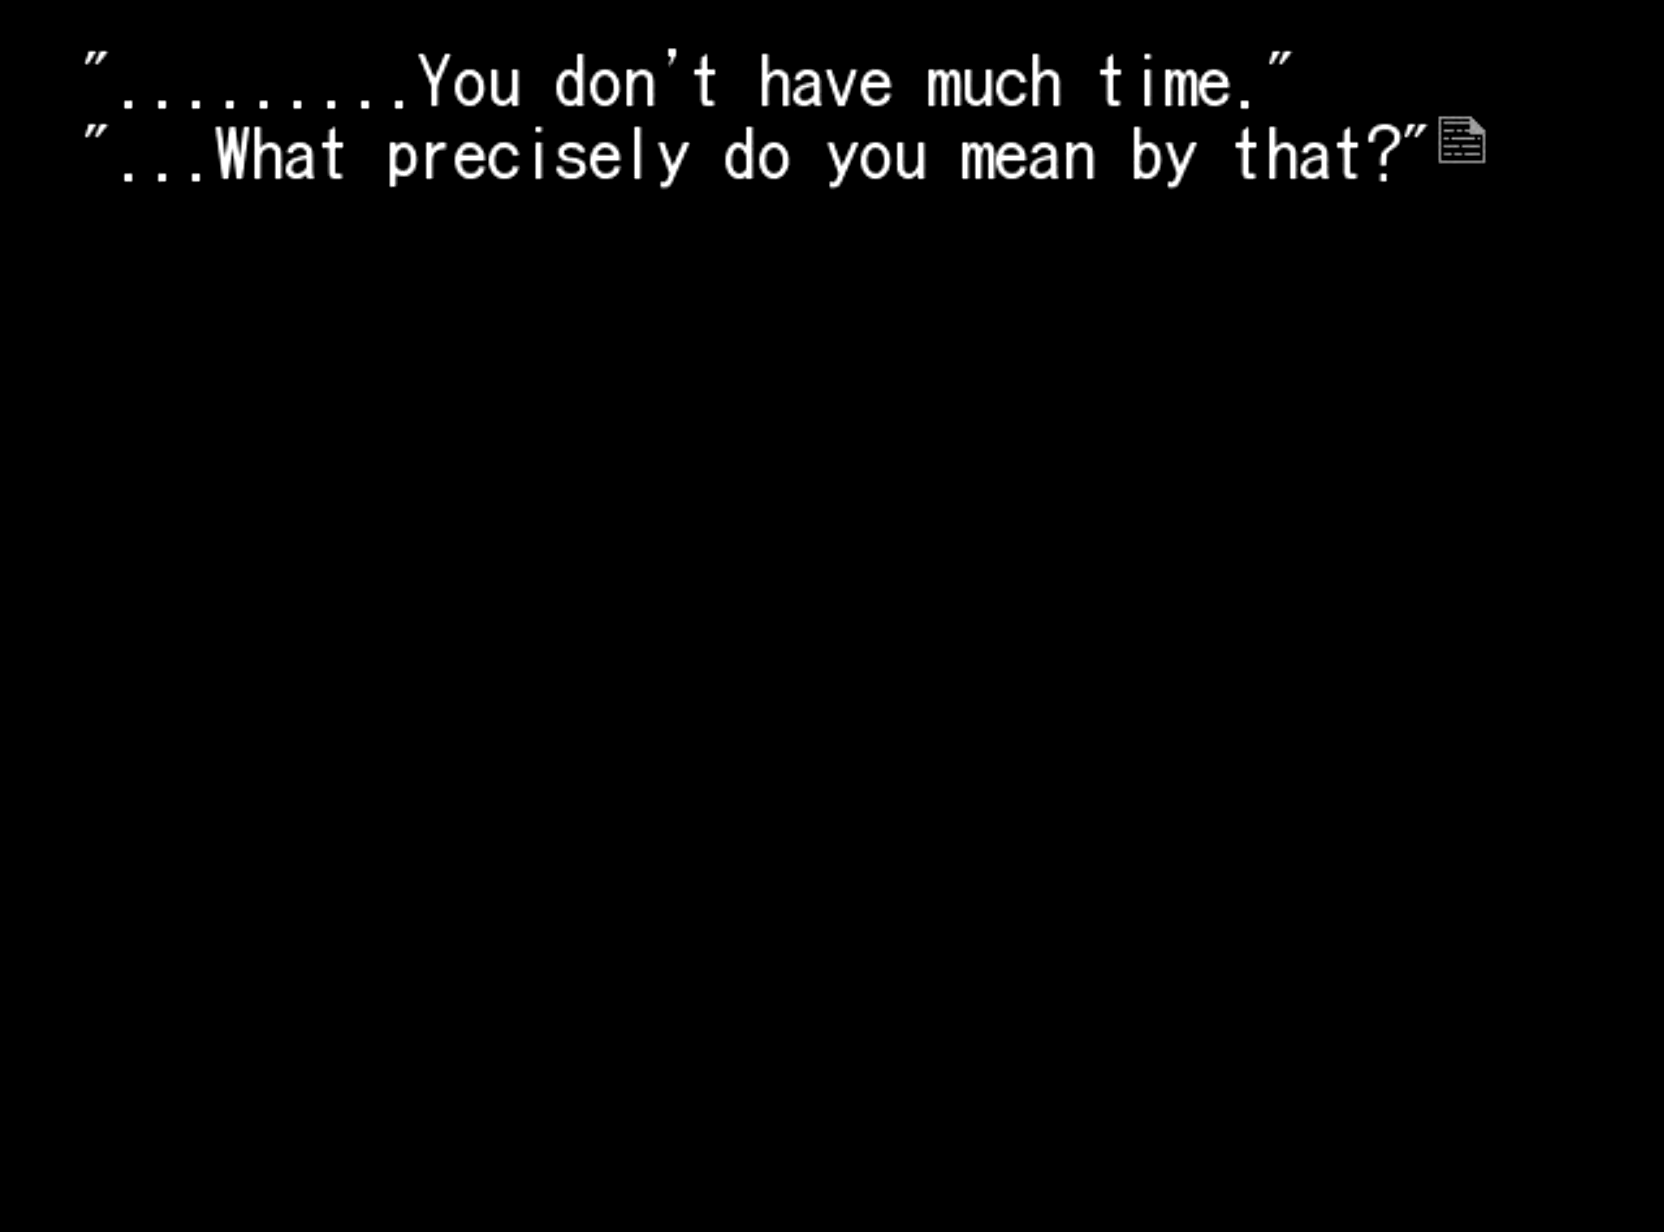 ".........You don't have much time."
"...What precisely do you mean by that?"